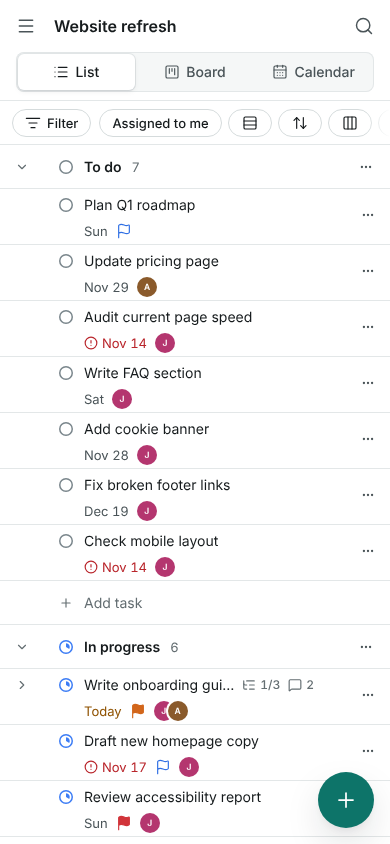 Website refresh
List
Board
Calendar
Filter
Assigned to me
To do 7
Plan Q1 roadmap
Sun
Update pricing page
Nov 29 A
Audit current page speed
Nov 14 J
Write FAQ section
Sat J
Add cookie banner
Nov 28 J
Fix broken footer links
Dec 19 J
Check mobile layout
Nov 14 J
Add task
In progress 6
Write onboarding gui... 1/3 2
Today J A
Draft new homepage copy
Nov 17 J
Review accessibility report
Sun J